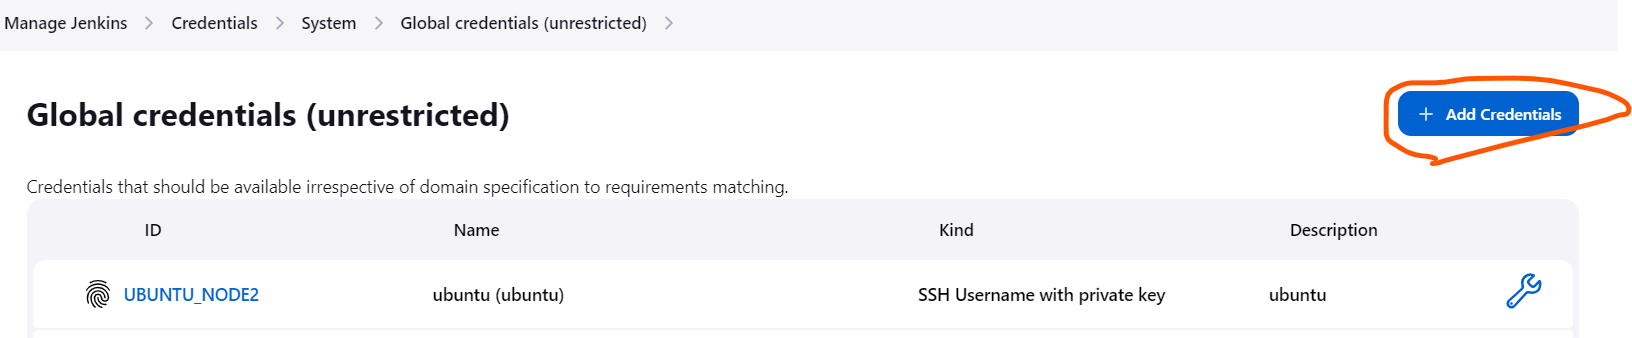 Manage Jenkins > Credentials > System > Global credentials (unrestricted) >
Global credentials (unrestricted)
+ Add Credentials
Credentials that should be available irrespective of domain specification to requirements matching.
ID Name Kind Description
UBUNTU_NODE2 ubuntu (ubuntu) SSH Username with private key ubuntu